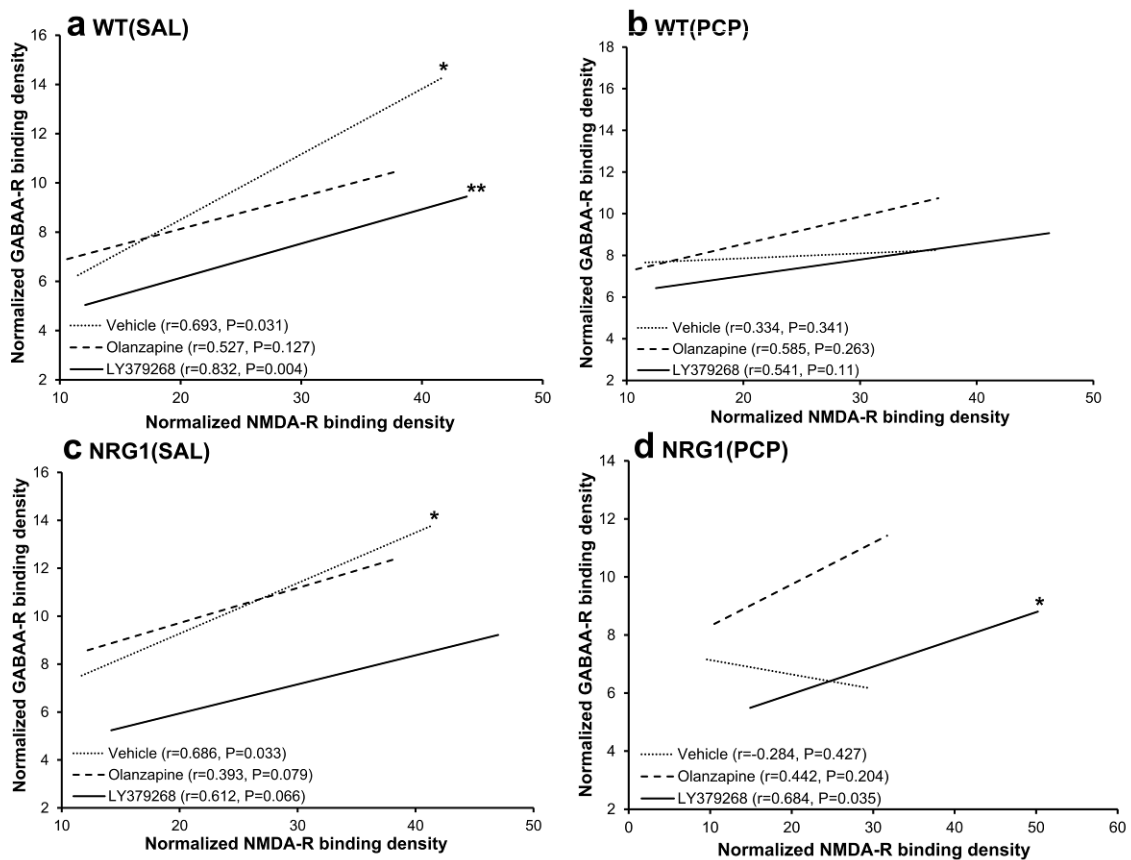 a WT(SAL)
Normalized GABAA-R binding density
16
14
12
10
8
6
4
2
*
**
Vehicle (r=0.693, P=0.031)
Olanzapine (r=0.527, P=0.127)
LY379268 (r=0.832, P=0.004)
10 20 30 40 50
Normalized NMDA-R binding density
b WT(PCP)
Normalized GABAA-R binding density
18
16
14
12
10
8
6
4
2
Vehicle (r=0.334, P=0.341)
Olanzapine (r=0.585, P=0.263)
LY379268 (r=0.541, P=0.11)
10 20 30 40 50
Normalized NMDA-R binding density
c NRG1(SAL)
Normalized GABAA-R binding density
16
14
12
10
8
6
4
2
*
Vehicle (r=0.686, P=0.033)
Olanzapine (r=0.393, P=0.079)
LY379268 (r=0.612, P=0.066)
10 20 30 40 50
Normalized NMDA-R binding density
d NRG1(PCP)
Normalized GABAA-R binding density
14
12
10
8
6
4
2
*
Vehicle (r=-0.284, P=0.427)
Olanzapine (r=0.442, P=0.204)
LY379268 (r=0.684, P=0.035)
0 10 20 30 40 50 60
Normalized NMDA-R binding density